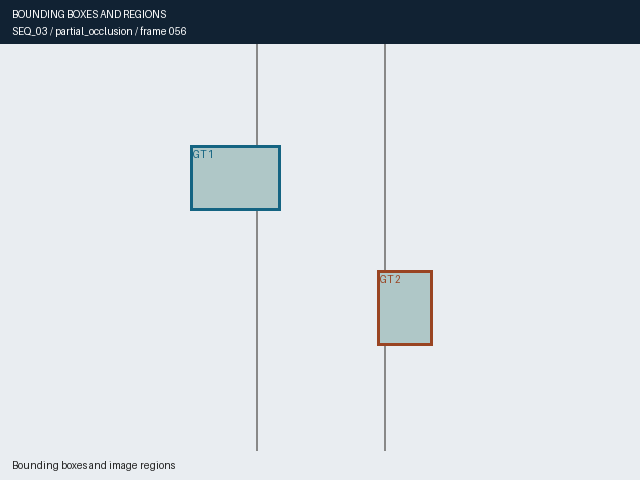 BOUNDING BOXES AND REGIONS
SEQ_03 / partial_occlusion / frame 056
GT1
GT2
Bounding boxes and image regions